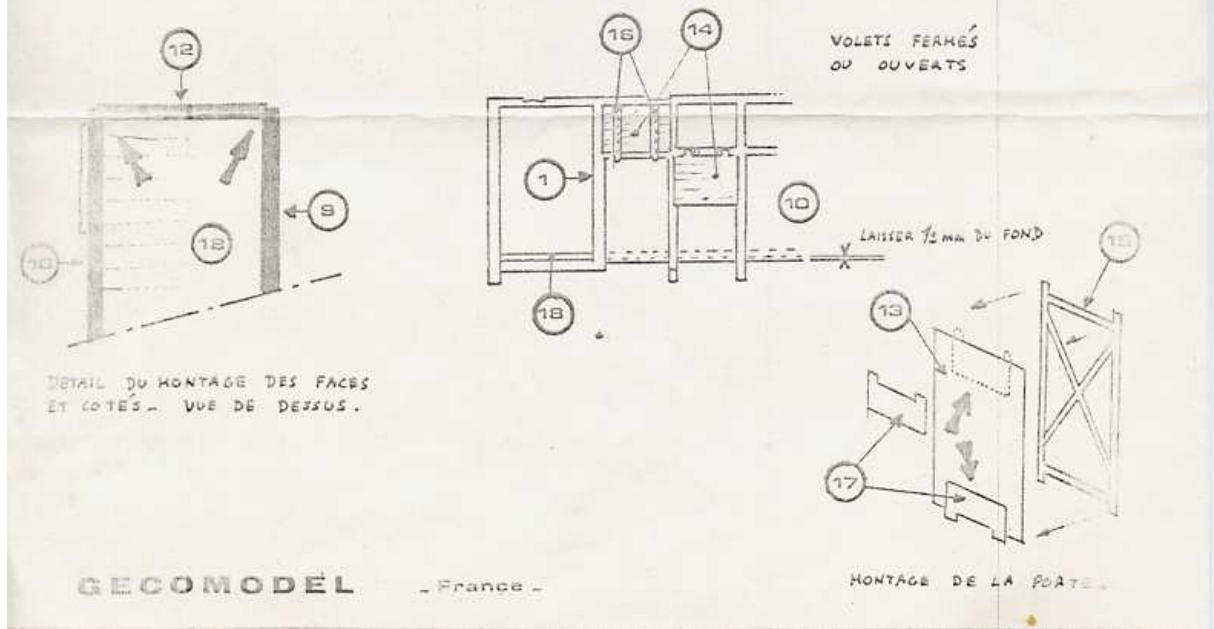 12
16
14
VOLETS FERMÉS
OU OUVERTS
1
9
10
18
10
LAISSER ½ mm DU FOND
15
18
13
DETAIL DU MONTAGE DES FACES
ET COTÉS _ VUE DE DESSUS.
17
GECOMODEL _ France _
MONTAGE DE LA PORTE